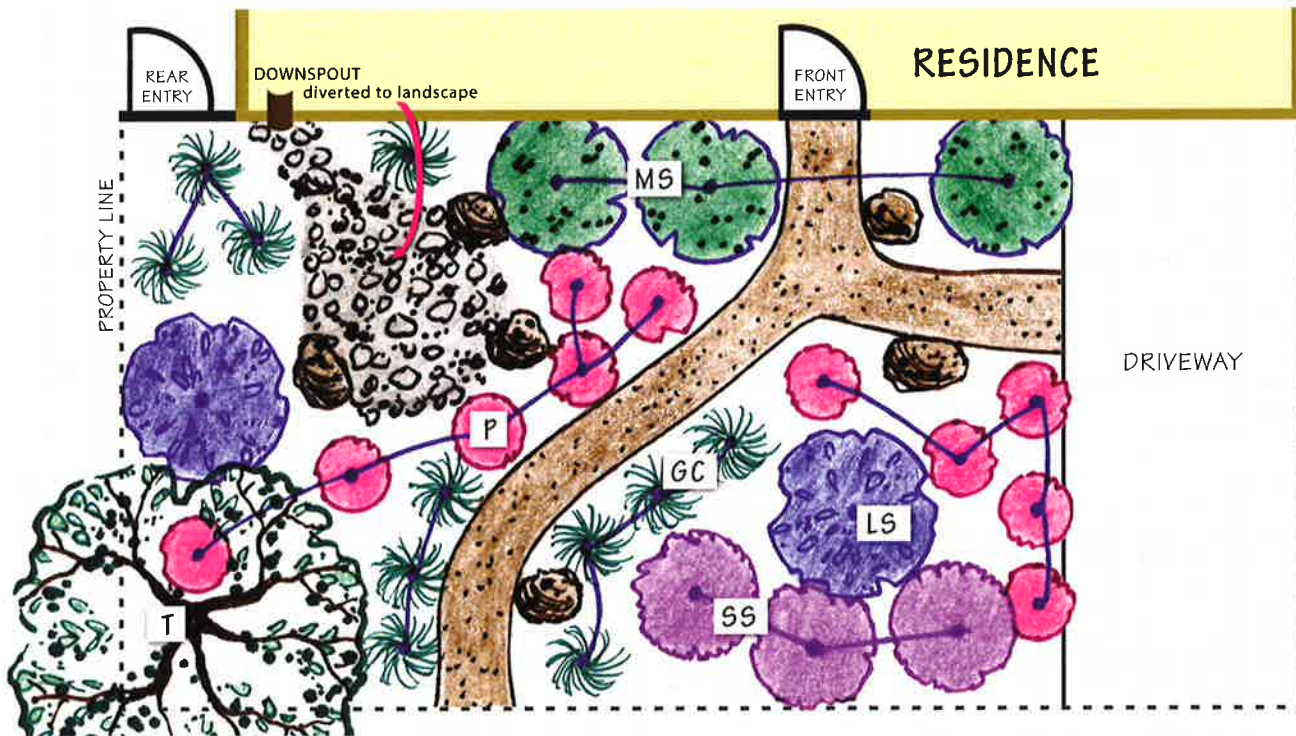 REAR
ENTRY
DOWNSPOUT
diverted to landscape
FRONT
ENTRY
RESIDENCE
PROPERTY LINE
MS
DRIVEWAY
P
GC
LS
SS
T